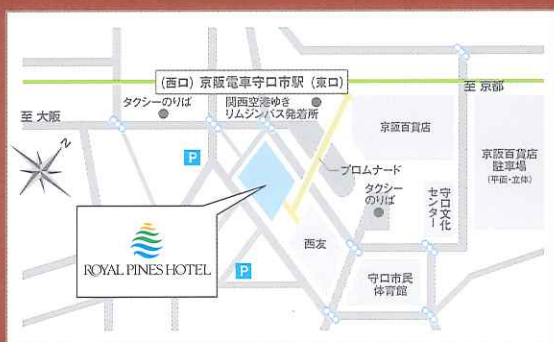 (西口) 京阪電車守口市駅 (東口)
至 京都
至 大阪
タクシーのりば
関西空港ゆき
リムジンバス発着所
京阪百貨店
京阪百貨店
駐車場
(平面・立体)
Z
P
プロムナード
タクシー
のりば
守口文化
センター
西友
ROYAL PINES HOTEL
P
守口市民
体育館